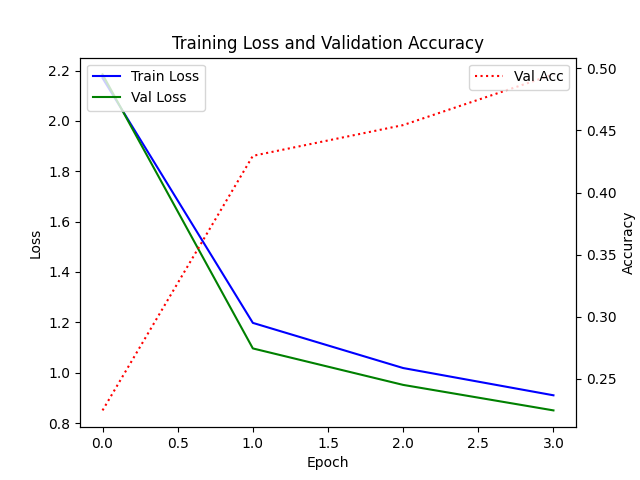 Training Loss and Validation Accuracy
Train Loss
Val Loss
Val Acc
2.2
2.0
1.8
1.6
1.4
1.2
1.0
0.8
Loss
0.50
0.45
0.40
0.35
0.30
0.25
Accuracy
0.0 0.5 1.0 1.5 2.0 2.5 3.0
Epoch